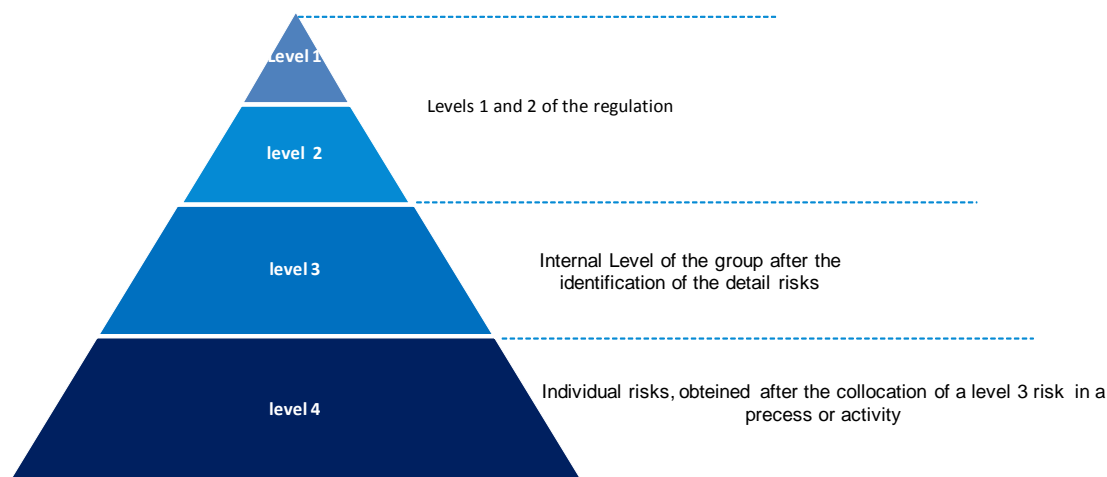 Level 1
Levels 1 and 2 of the regulation
level 2
Internal Level of the group after the
identification of the detail risks
level 3
Individual risks, obteined after the collocation of a level 3 risk in a
precess or activity
level 4